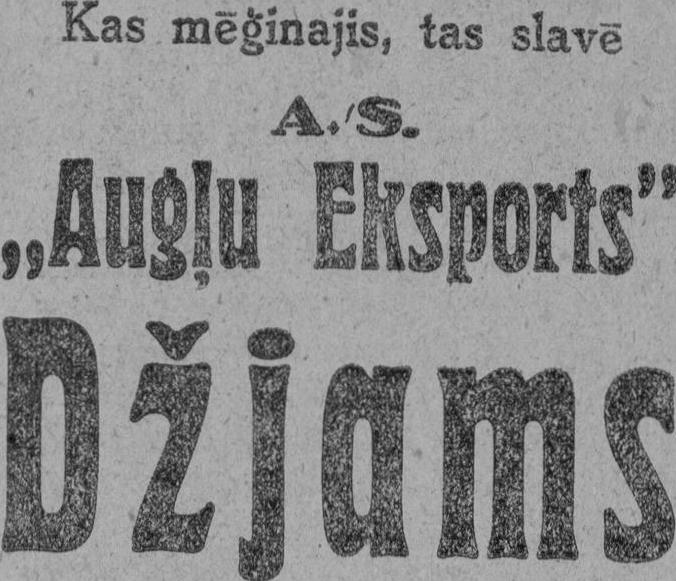 Kas mēģinajis, tas slavē
A./S.
„Augļu Eksports”
Džjams